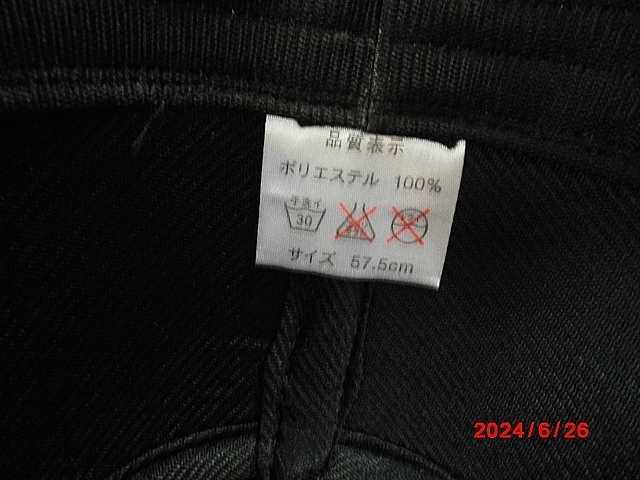 品質表示
ポリエステル 100%
手洗イ
30
サイズ 57.5cm
2024/6/26